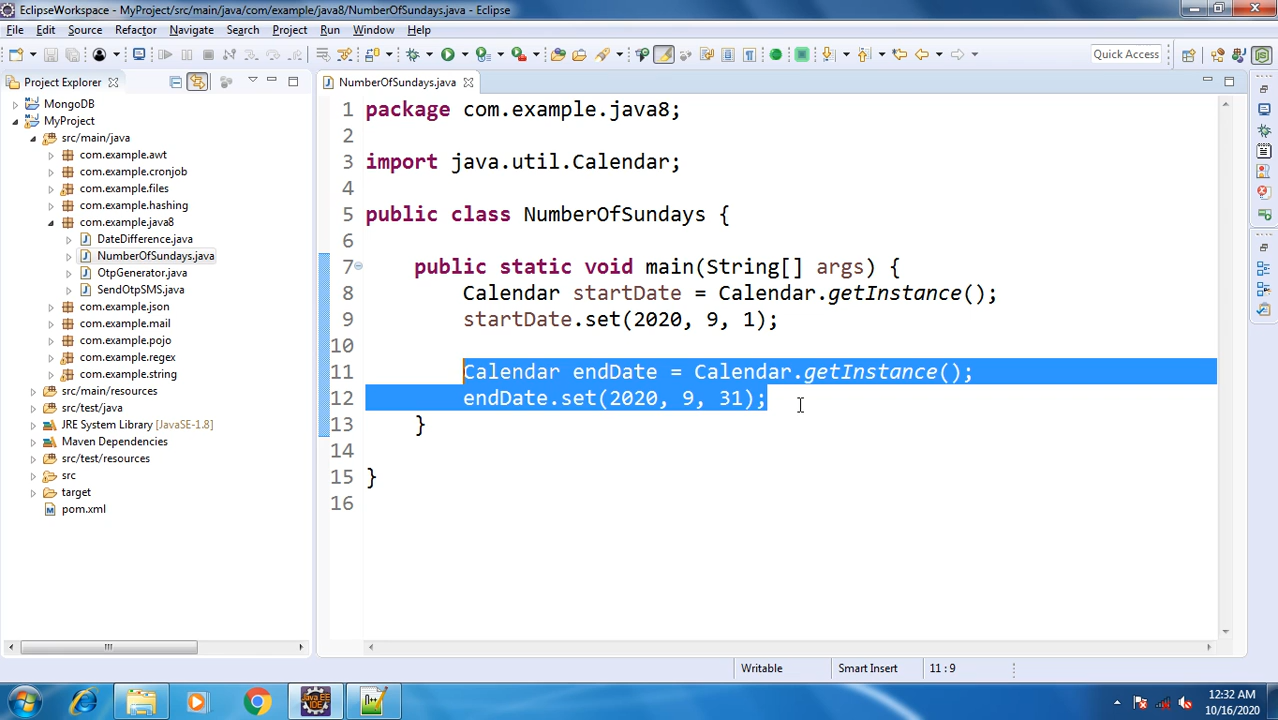 EclipseWorkspace - MyProject/src/main/java/com/example/java8/NumberOfSundays.java - Eclipse
File Edit Source Refactor Navigate Search Project Run Window Help
Quick Access
Project Explorer
MongoDB
MyProject
src/main/java
com.example.awt
com.example.cronjob
com.example.files
com.example.hashing
com.example.java8
DateDifference.java
NumberOfSundays.java
OtpGenerator.java
SendOtpSMS.java
com.example.json
com.example.mail
com.example.pojo
com.example.regex
com.example.string
src/main/resources
src/test/java
JRE System Library [JavaSE-1.8]
Maven Dependencies
src/test/resources
src
target
pom.xml
NumberOfSundays.java
1 package com.example.java8;
2
3 import java.util.Calendar;
4
5 public class NumberOfSundays {
6
7 public static void main(String[] args) {
8 Calendar startDate = Calendar.getInstance();
9 startDate.set(2020, 9, 1);
10
11 Calendar endDate = Calendar.getInstance();
12 endDate.set(2020, 9, 31);
13 }
14
15 }
16
Writable Smart Insert 11 : 9
Java EE
IDE
12:32 AM
10/16/2020